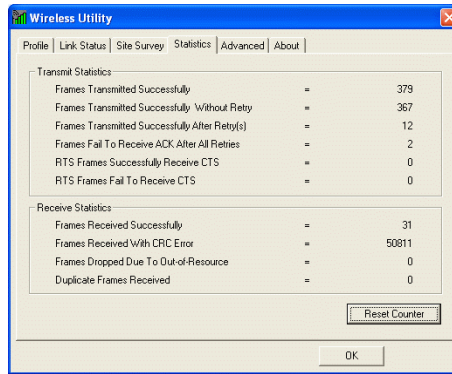 Wireless Utility
Profile Link Status Site Survey Statistics Advanced About
Transmit Statistics
Frames Transmitted Successfully = 379
Frames Transmitted Successfully Without Retry = 367
Frames Transmitted Successfully After Retry(s) = 12
Frames Fail To Receive ACK After All Retries = 2
RTS Frames Successfully Receive CTS = 0
RTS Frames Fail To Receive CTS = 0
Receive Statistics
Frames Received Successfully = 31
Frames Received With CRC Error = 50811
Frames Dropped Due To Out-of-Resource = 0
Duplicate Frames Received = 0
Reset Counter
OK